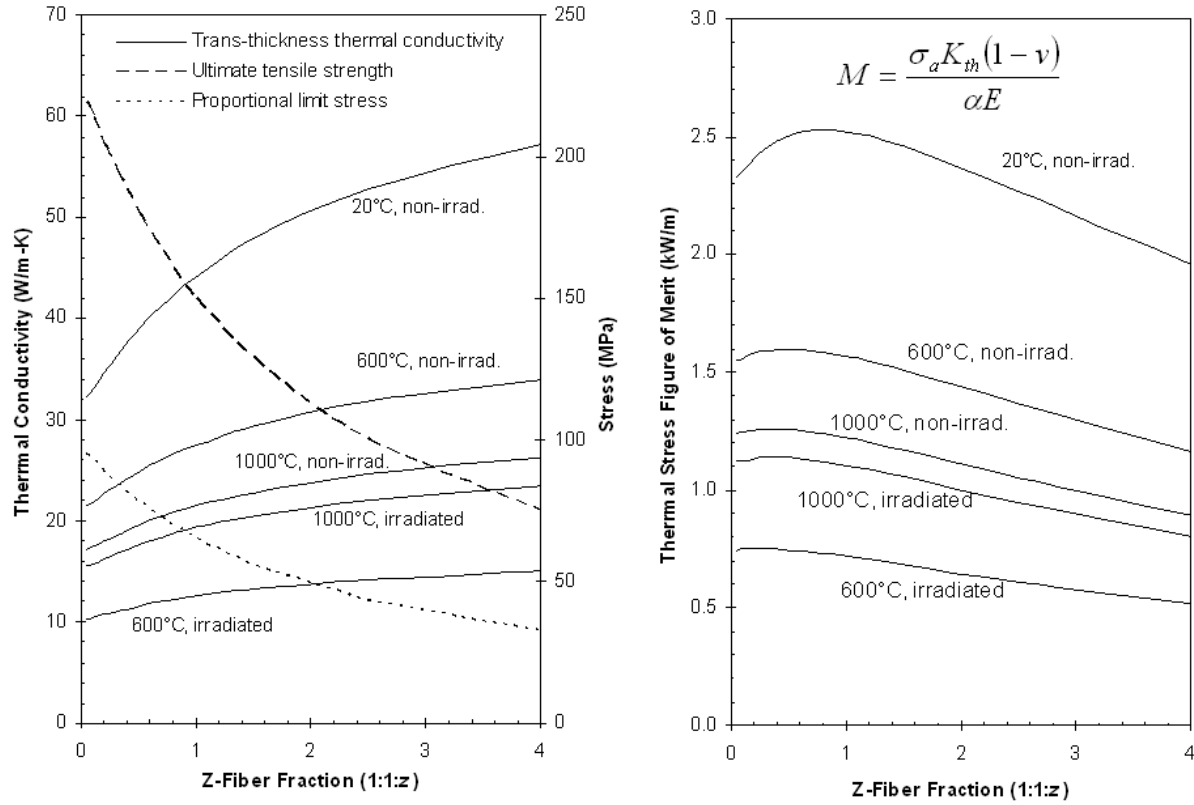 70
60
50
40
30
20
10
0
Thermal Conductivity (W/m-K)
Trans-thickness thermal conductivity
Ultimate tensile strength
Proportional limit stress
20°C, non-irrad.
600°C, non-irrad.
1000°C, non-irrad.
1000°C, irradiated
600°C, irradiated
250
200
150
100
50
0
Stress (MPa)
0 1 2 3 4
Z-Fiber Fraction (1:1:z)
3.0
2.5
2.0
1.5
1.0
0.5
0.0
Thermal Stress Figure of Merit (kW/m)
M = σₐKₜₕ(1 − ν) / αE
20°C, non-irrad.
600°C, non-irrad.
1000°C, non-irrad.
1000°C, irradiated
600°C, irradiated
0 1 2 3 4
Z-Fiber Fraction (1:1:z)